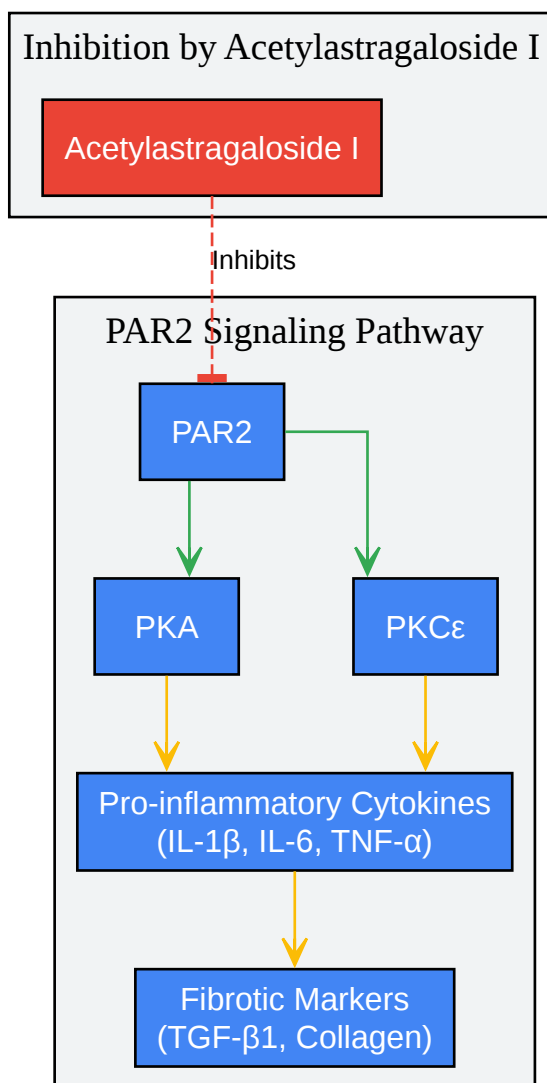 Inhibition by Acetylastragaloside I
Acetylastragaloside I
Inhibits
PAR2 Signaling Pathway
PAR2
PKA
PKCε
Pro-inflammatory Cytokines
(IL-1β, IL-6, TNF-α)
Fibrotic Markers
(TGF-β1, Collagen)